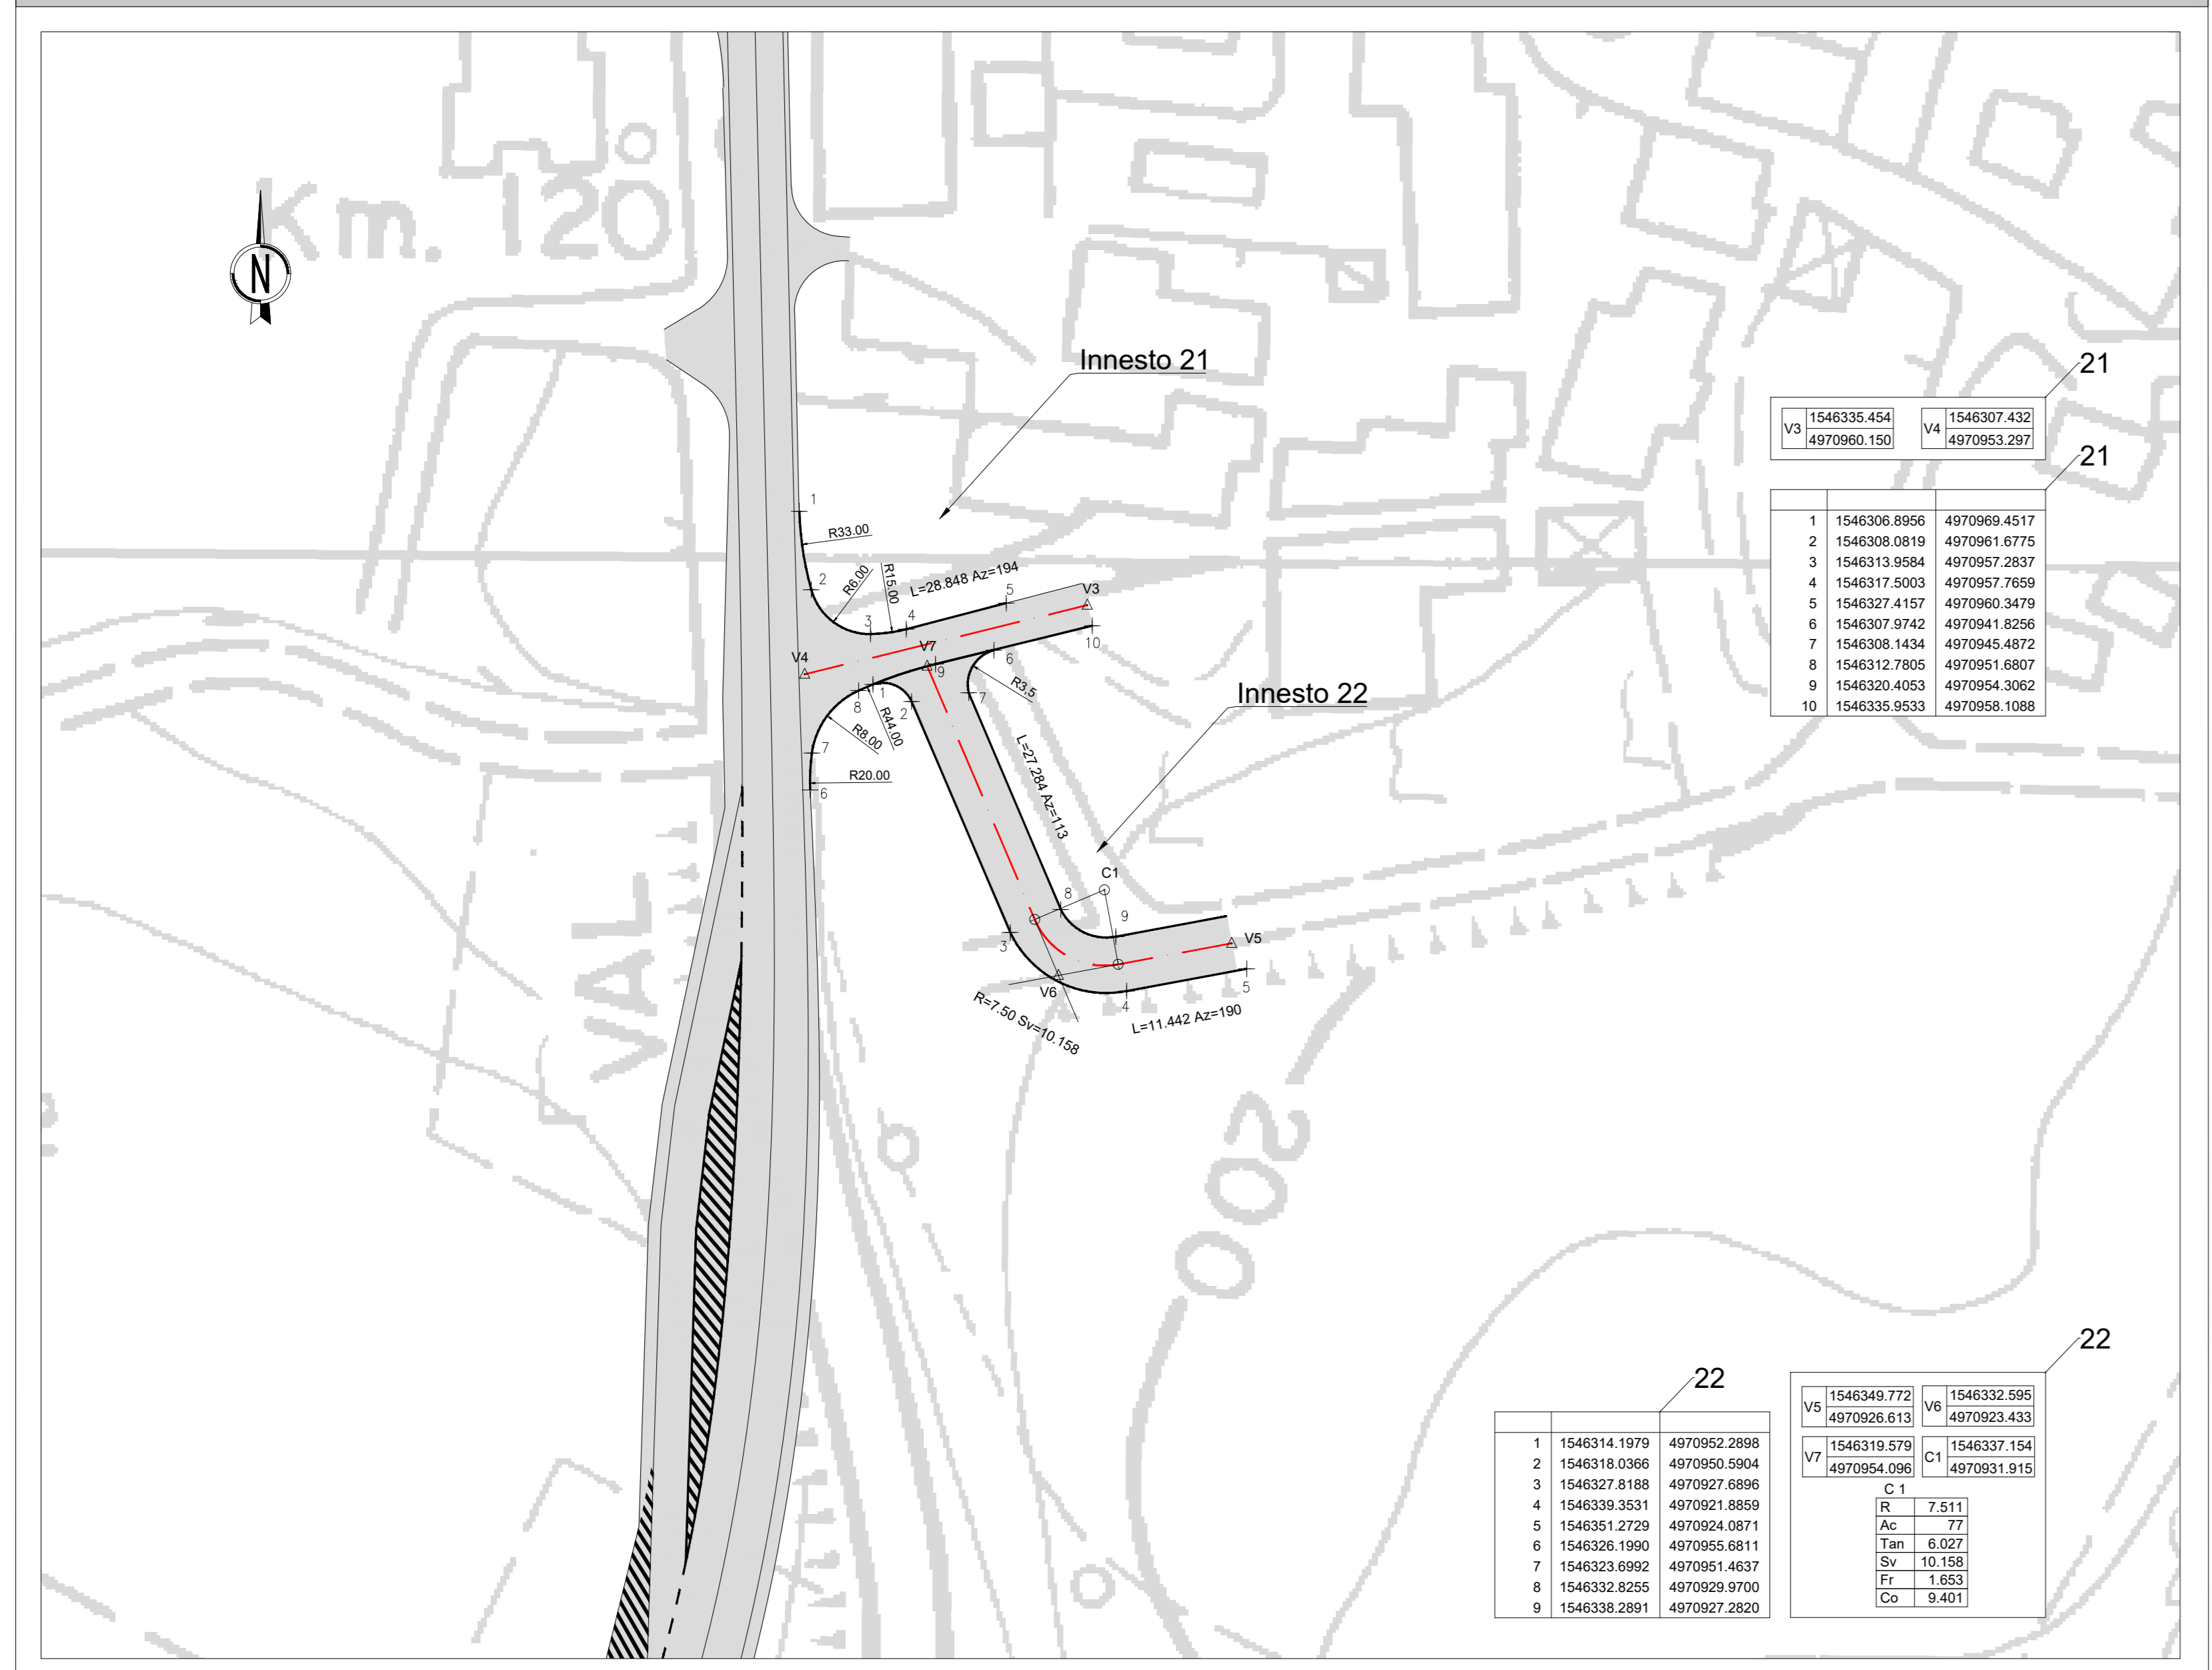 Km. 120
N
Innesto 21
21
V3 1546335.454 4970960.150
V4 1546307.432 4970953.297
21
1 1546306.8956 4970969.4517
2 1546308.0819 4970961.6775
3 1546313.9584 4970957.2837
4 1546317.5003 4970957.7659
5 1546327.4157 4970960.3479
6 1546307.9742 4970941.8256
7 1546308.1434 4970945.4872
8 1546312.7805 4970951.6807
9 1546320.4053 4970954.3062
10 1546335.9533 4970958.1088
1
R33.00
2
R6.00
R15.00
L=28.848 Az=194
5
V3
3
4
10
V4
V7
9
6
R3.5
7
8
1
2
R44.00
R8.00
7
R20.00
6
Innesto 22
L=27.284 Az=113
C1
8
9
3
V5
V6
4
5
R=7.50 Sv=10.158
L=11.442 Az=190
VAL
200
22
1 1546314.1979 4970952.2898
2 1546318.0366 4970950.5904
3 1546327.8188 4970927.6896
4 1546339.3531 4970921.8859
5 1546351.2729 4970924.0871
6 1546326.1990 4970955.6811
7 1546323.6992 4970951.4637
8 1546332.8255 4970929.9700
9 1546338.2891 4970927.2820
22
V5 1546349.772 4970926.613
V6 1546332.595 4970923.433
V7 1546319.579 4970954.096
C1 1546337.154 4970931.915
C 1
R 7.511
Ac 77
Tan 6.027
Sv 10.158
Fr 1.653
Co 9.401